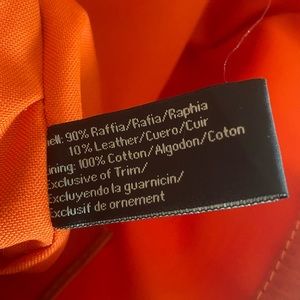 ell: 90% Raffia/Rafia/Raphia
10% Leather/Cuero/Cuir
ining: 100% Cotton/Algodon/Coton
Exclusive of Trim/
Excluyendo la guarnicin/
Exclusif de ornement